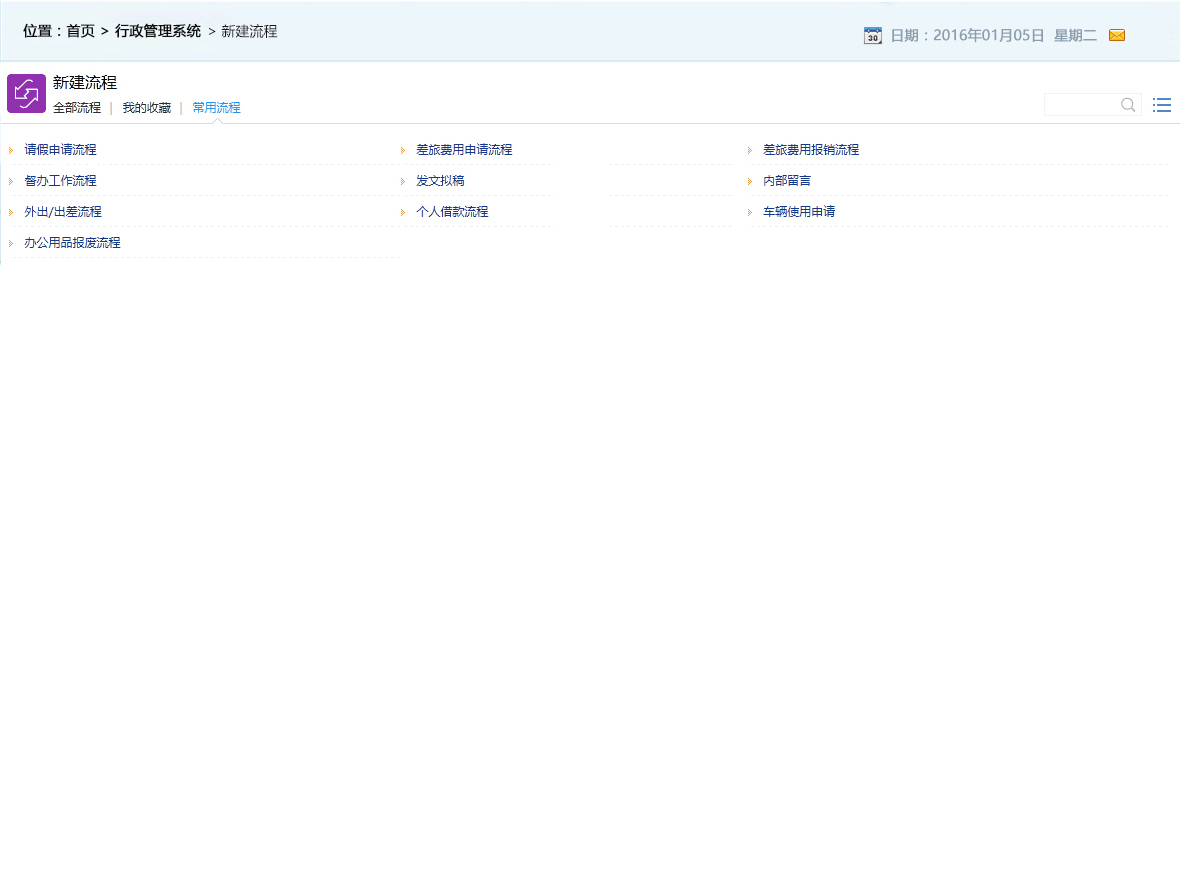 位置：首页 > 行政管理系统 > 新建流程
30 日期：2016年01月05日 星期二
新建流程
全部流程 | 我的收藏 | 常用流程
请假申请流程 差旅费用申请流程 差旅费用报销流程
督办工作流程 发文拟稿 内部留言
外出/出差流程 个人借款流程 车辆使用申请
办公用品报废流程